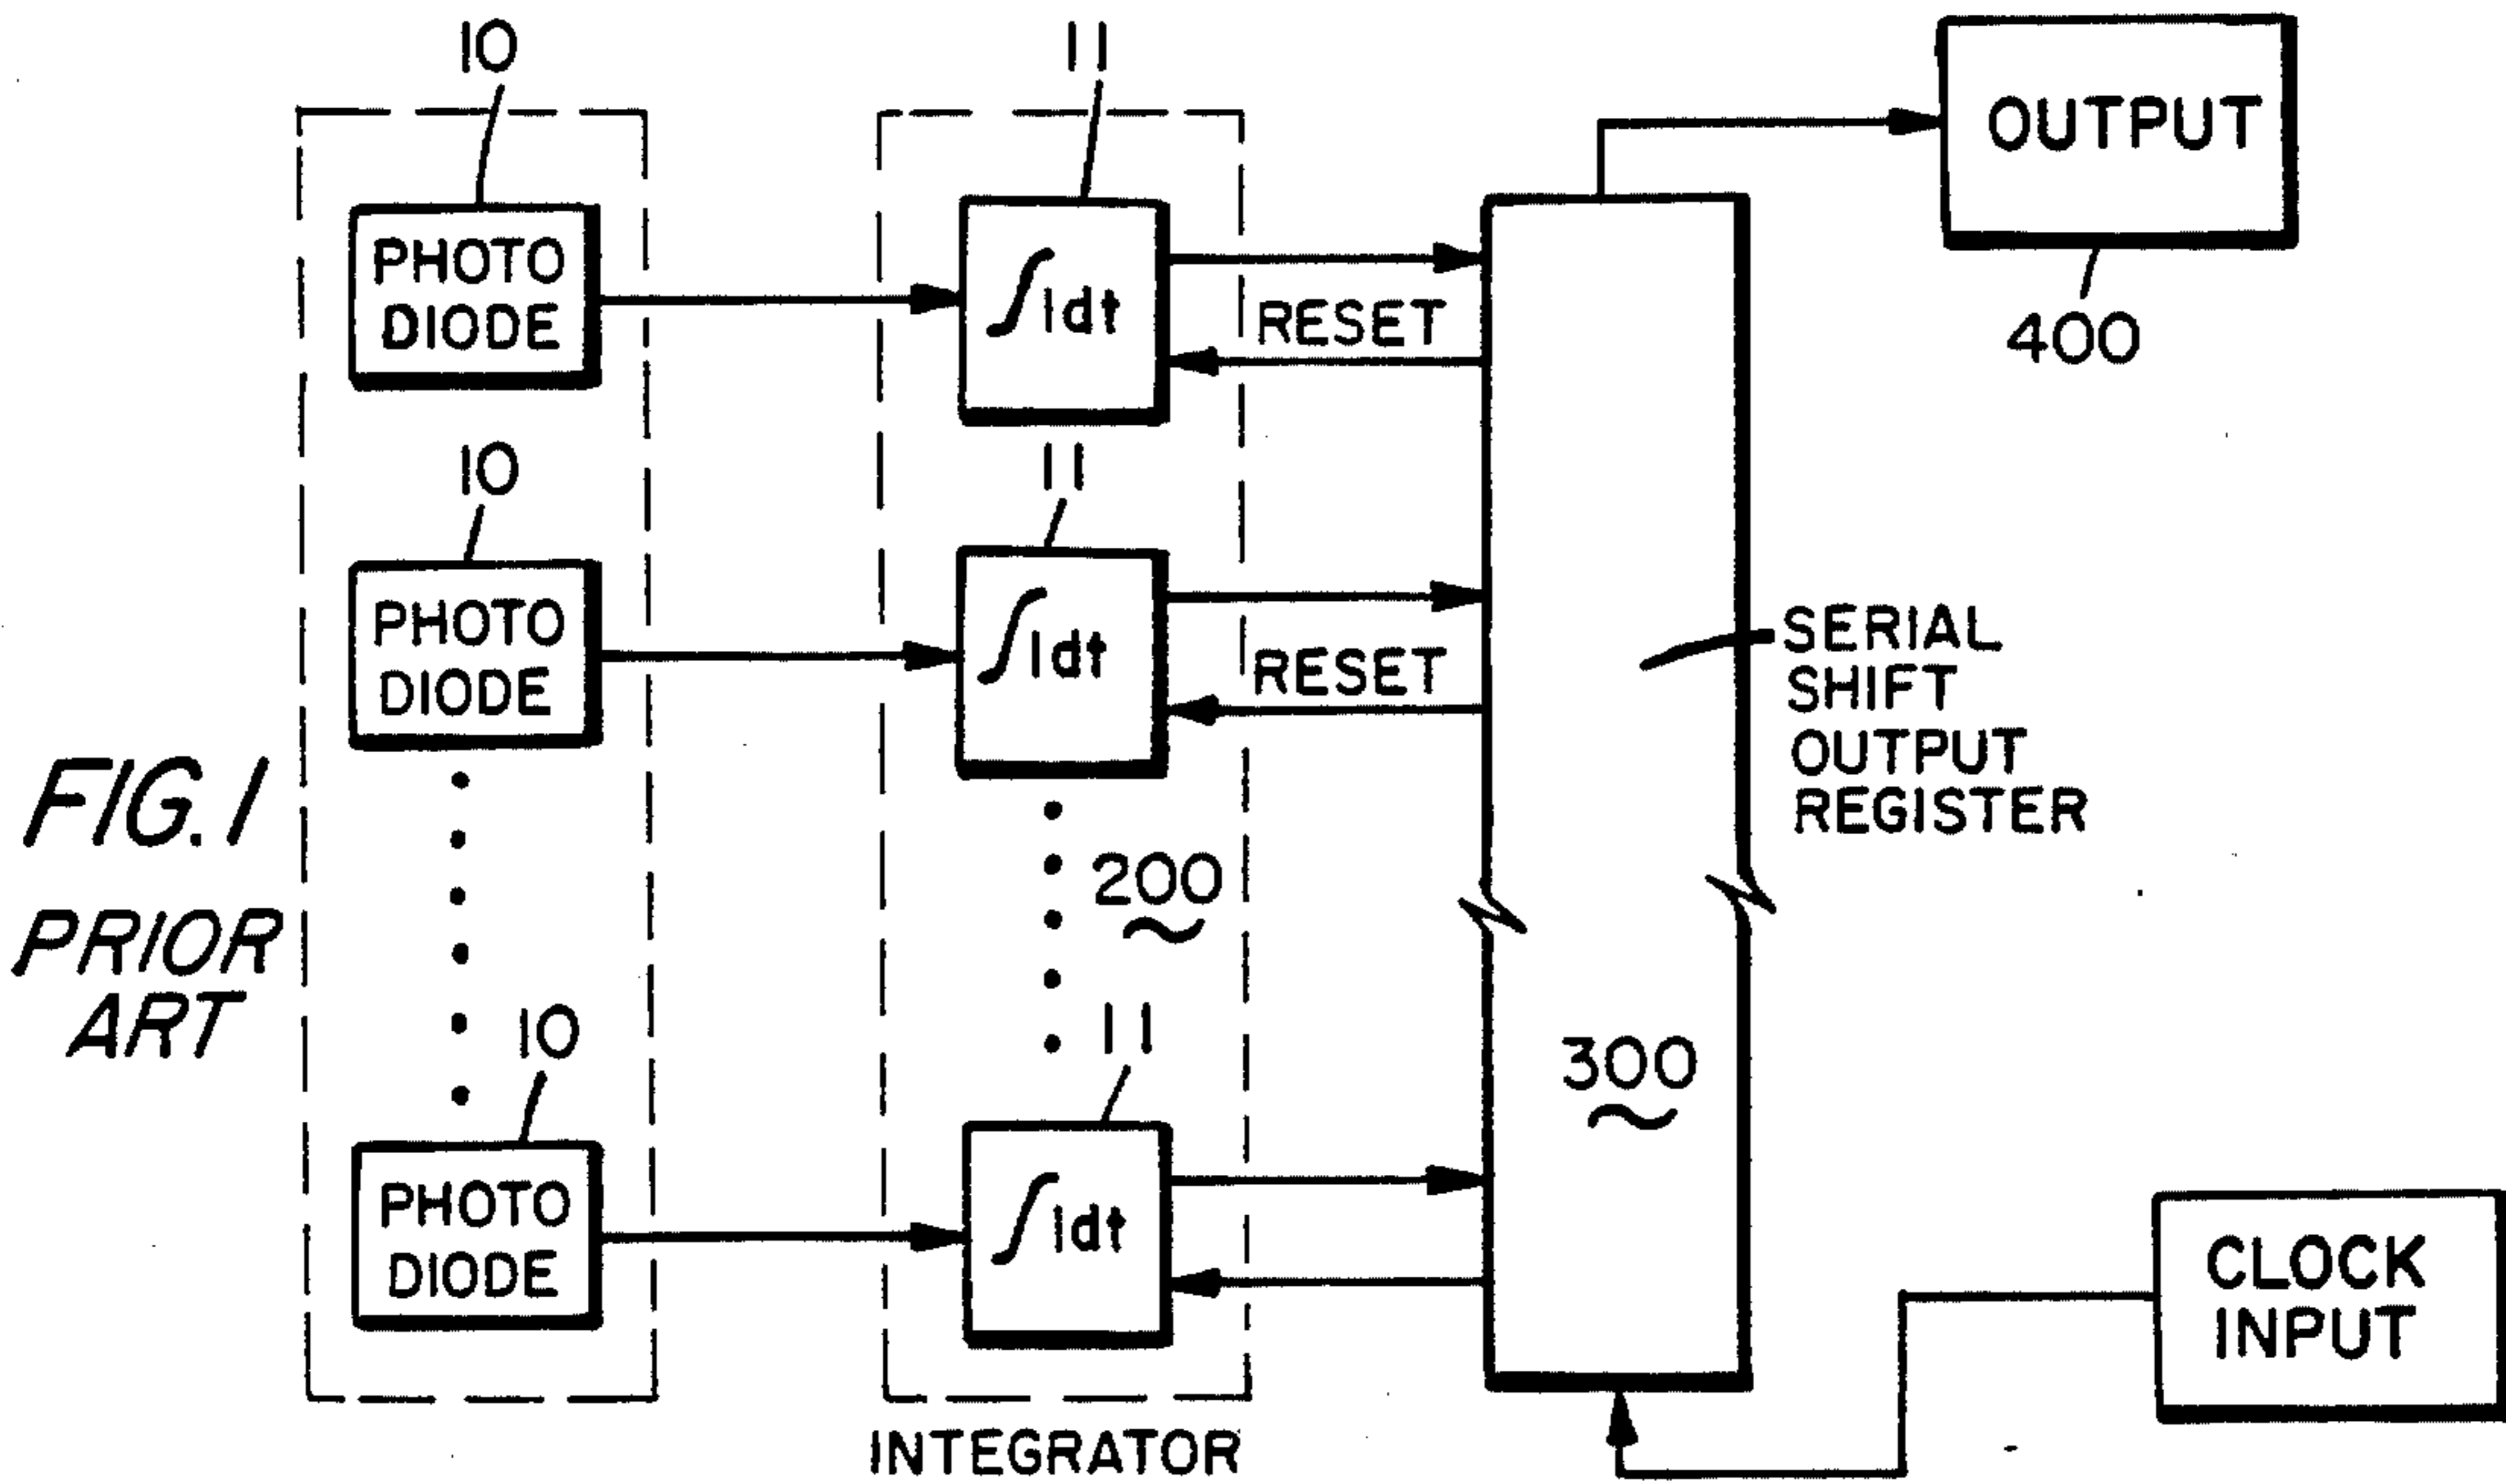 10
11
OUTPUT
400
PHOTO
DIODE
∫Idt
RESET
10
11
PHOTO
DIODE
∫Idt
RESET
SERIAL
SHIFT
OUTPUT
REGISTER
FIG. 1
PRIOR
ART
200
300
10
11
PHOTO
DIODE
∫Idt
CLOCK
INPUT
INTEGRATOR